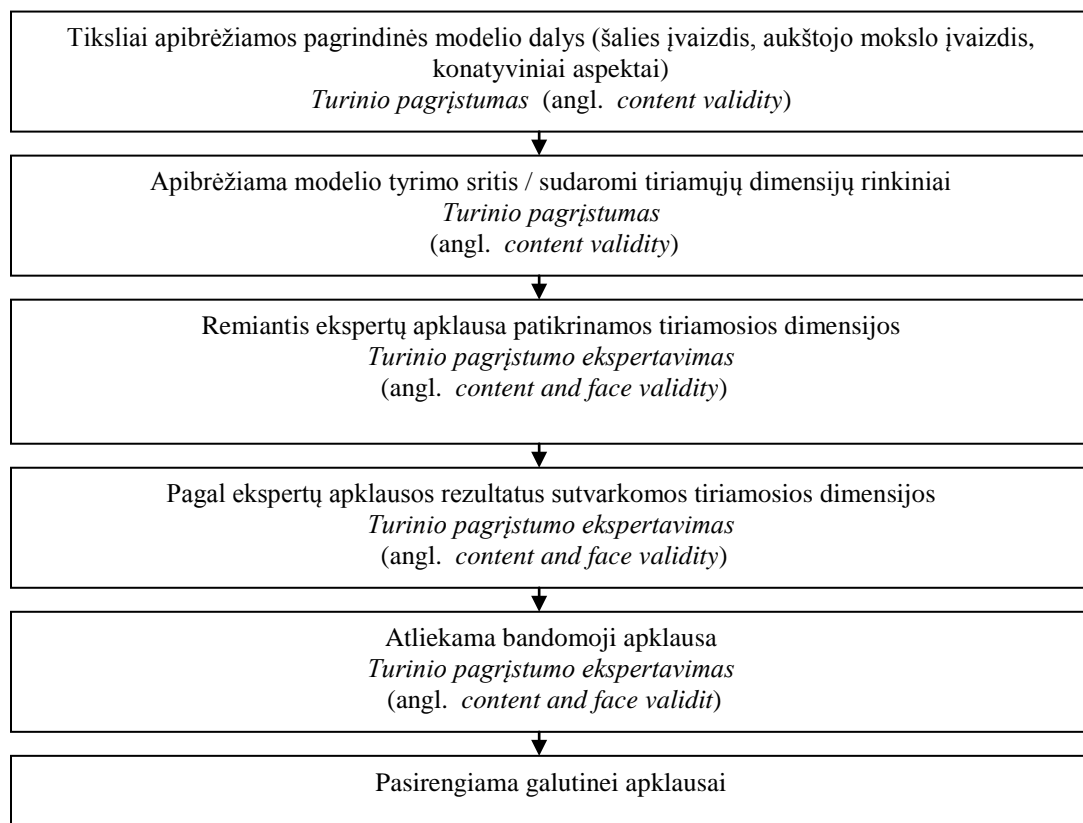 Tiksliai apibrėžiamos pagrindinės modelio dalys (šalies įvaizdis, aukštojo mokslo įvaizdis,
konatyviniai aspektai)
Turinio pagrįstumas (angl. content validity)
Apibrėžiama modelio tyrimo sritis / sudaromi tiriamųjų dimensijų rinkiniai
Turinio pagrįstumas
(angl. content validity)
Remiantis ekspertų apklausa patikrinamos tiriamosios dimensijos
Turinio pagrįstumo ekspertavimas
(angl. content and face validity)
Pagal ekspertų apklausos rezultatus sutvarkomos tiriamosios dimensijos
Turinio pagrįstumo ekspertavimas
(angl. content and face validity)
Atliekama bandomoji apklausa
Turinio pagrįstumo ekspertavimas
(angl. content and face validit)
Pasirengiama galutinei apklausai